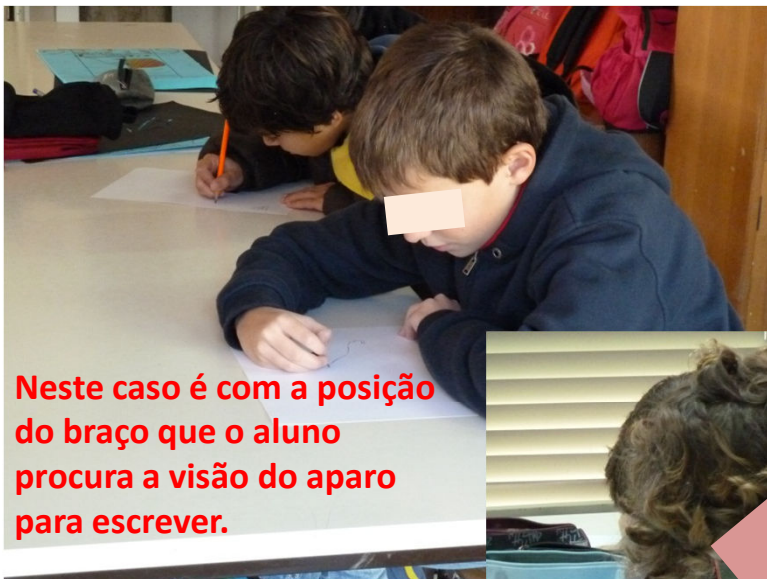 Neste caso é com a posição
do braço que o aluno
procura a visão do aparo
para escrever.